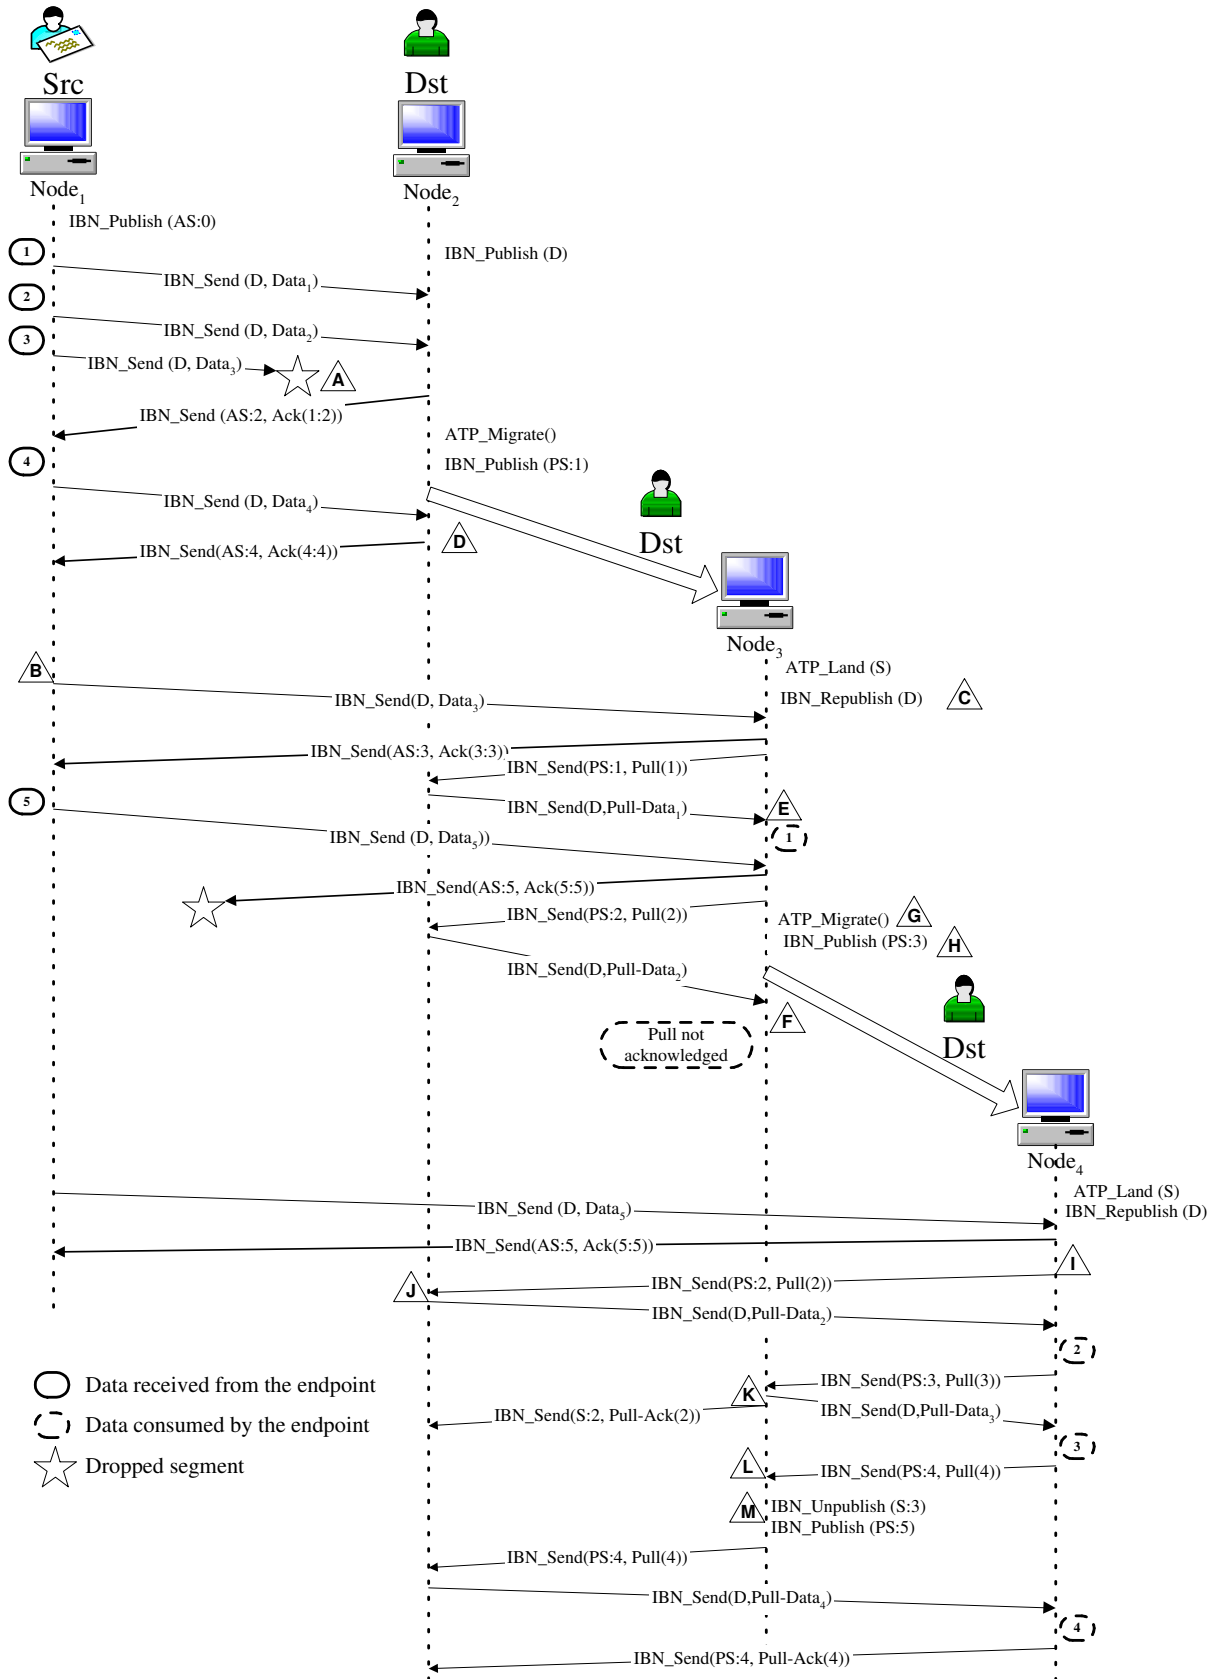 Src
Dst
Node1
Node2
IBN_Publish (AS:0)
1
IBN_Publish (D)
IBN_Send (D, Data1)
2
IBN_Send (D, Data2)
3
IBN_Send (D, Data3)
A
IBN_Send (AS:2, Ack(1:2))
ATP_Migrate()
4
IBN_Publish (PS:1)
IBN_Send (D, Data4)
D
Dst
IBN_Send(AS:4, Ack(4:4))
Node3
B
ATP_Land (S)
IBN_Send(D, Data3)
IBN_Republish (D)
C
IBN_Send(AS:3, Ack(3:3))
IBN_Send(PS:1, Pull(1))
5
IBN_Send(D,Pull-Data1)
E
IBN_Send (D, Data5))
1
IBN_Send(AS:5, Ack(5:5))
IBN_Send(PS:2, Pull(2))
ATP_Migrate()
G
IBN_Publish (PS:3)
H
IBN_Send(D,Pull-Data2)
F
Pull not
acknowledged
Dst
Node4
ATP_Land (S)
IBN_Send (D, Data5)
IBN_Republish (D)
IBN_Send(AS:5, Ack(5:5))
I
J
IBN_Send(PS:2, Pull(2))
IBN_Send(D,Pull-Data2)
2
Data received from the endpoint
IBN_Send(PS:3, Pull(3))
K
IBN_Send(S:2, Pull-Ack(2))
IBN_Send(D,Pull-Data3)
Data consumed by the endpoint
3
Dropped segment
L
IBN_Send(PS:4, Pull(4))
M
IBN_Unpublish (S:3)
IBN_Publish (PS:5)
IBN_Send(PS:4, Pull(4))
IBN_Send(D,Pull-Data4)
4
IBN_Send(PS:4, Pull-Ack(4))